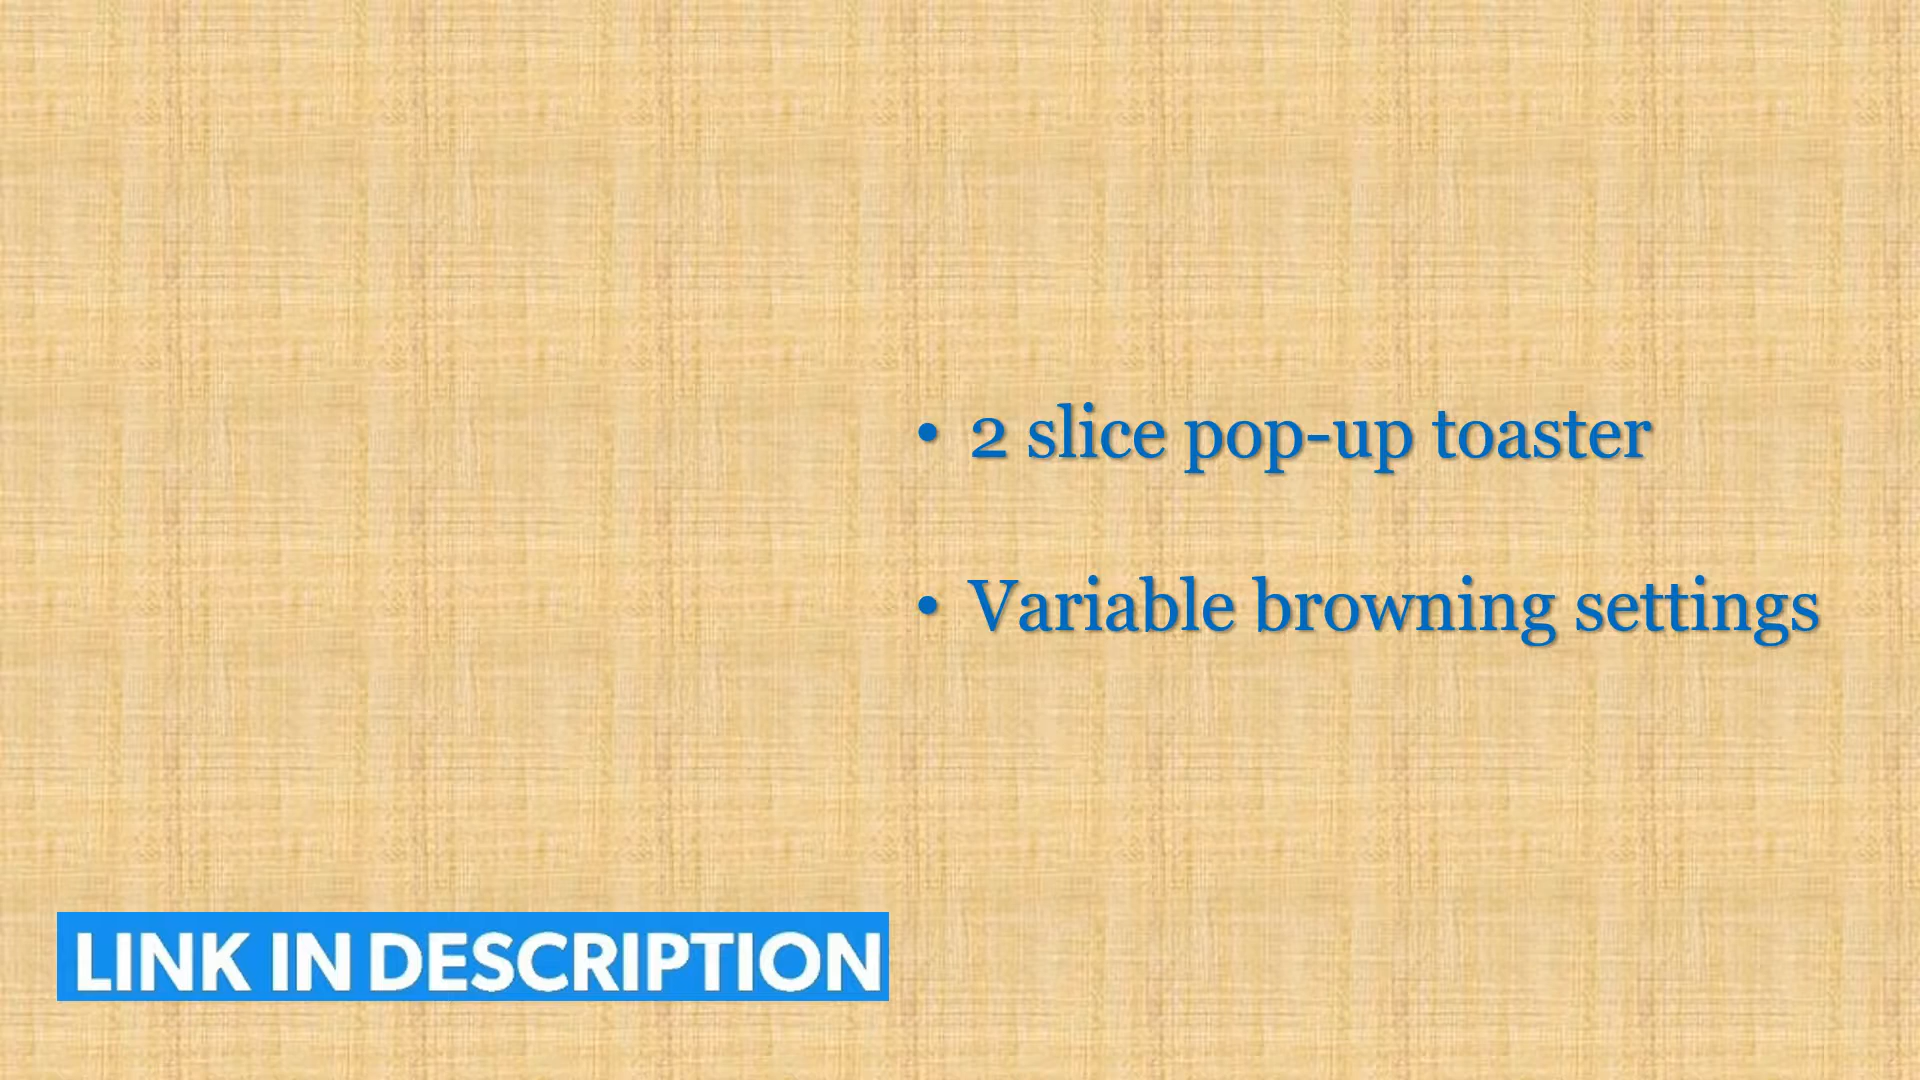 • 2 slice pop-up toaster
• Variable browning settings
LINK IN DESCRIPTION